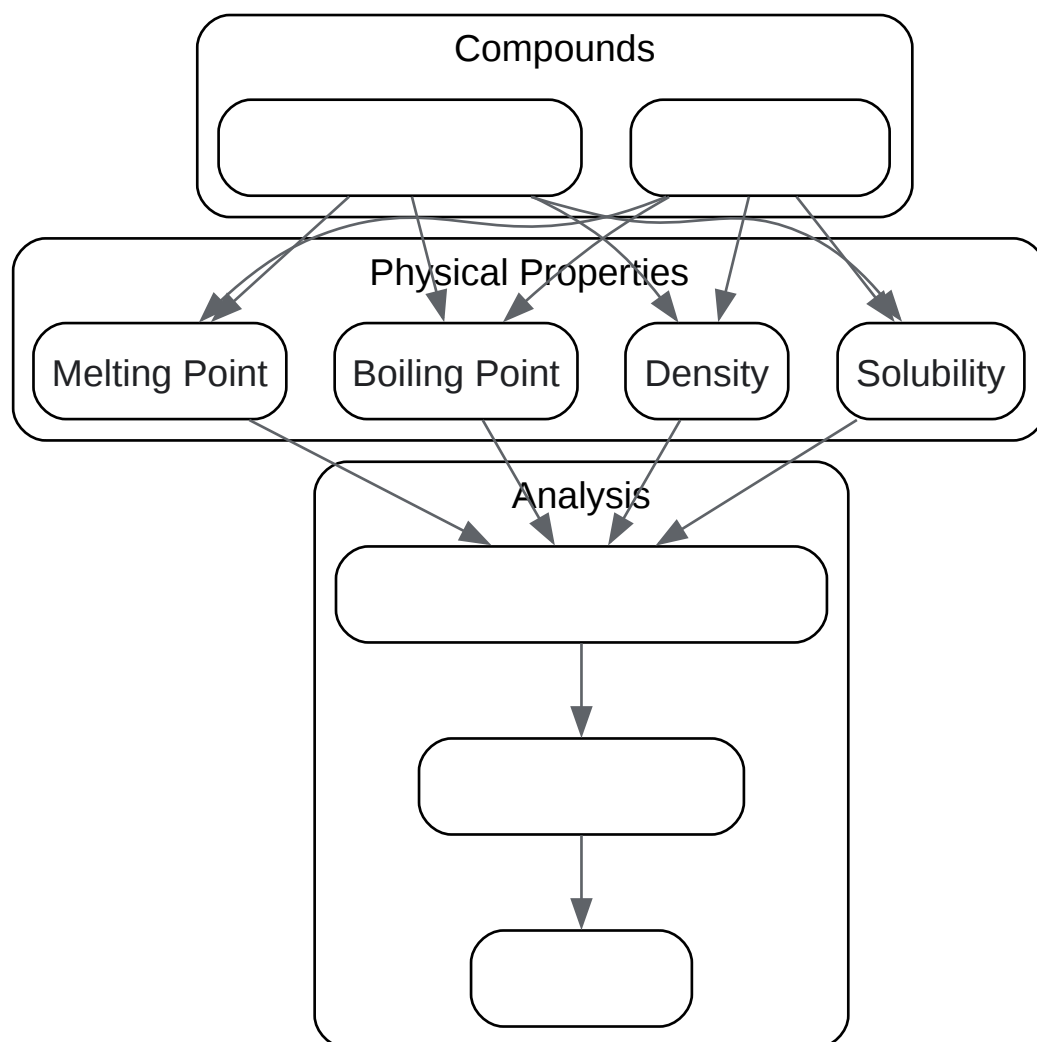 Compounds
Physical Properties
Melting Point
Boiling Point
Density
Solubility
Analysis